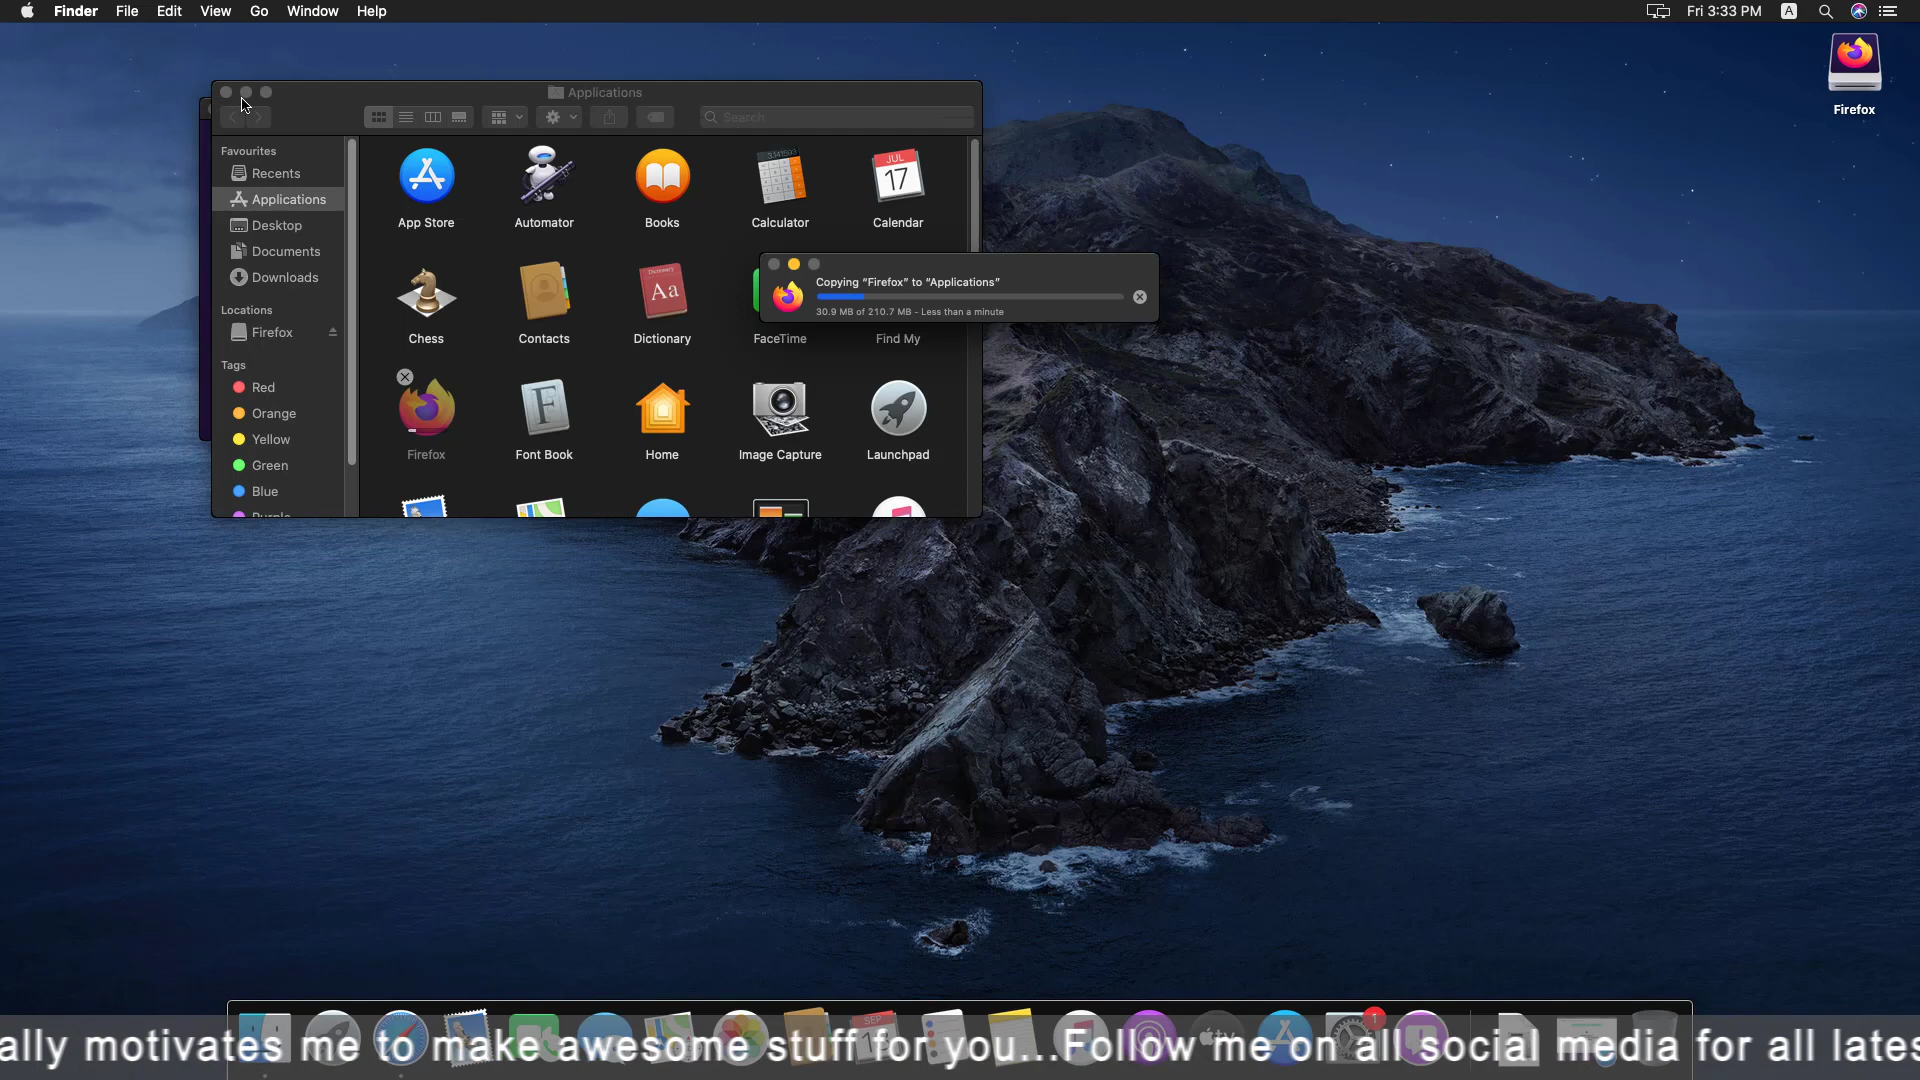 Finder File Edit View Go Window Help
Fri 3:33 PM A
Firefox
Applications
Search
Favourites
Recents
Applications
Desktop
Documents
Downloads
Locations
Firefox
Tags
Red
Orange
Yellow
Green
Blue
Purple
App Store Automator Books Calculator Calendar
JUL
17
Chess Contacts Dictionary FaceTime Find My
Dictionary
Aa
Copying “Firefox” to “Applications”
30.9 MB of 210.7 MB - Less than a minute
Firefox Font Book Home Image Capture Launchpad
F
SEP
1
ally motivates me to make awesome stuff for you...Follow me on all social media for all lates